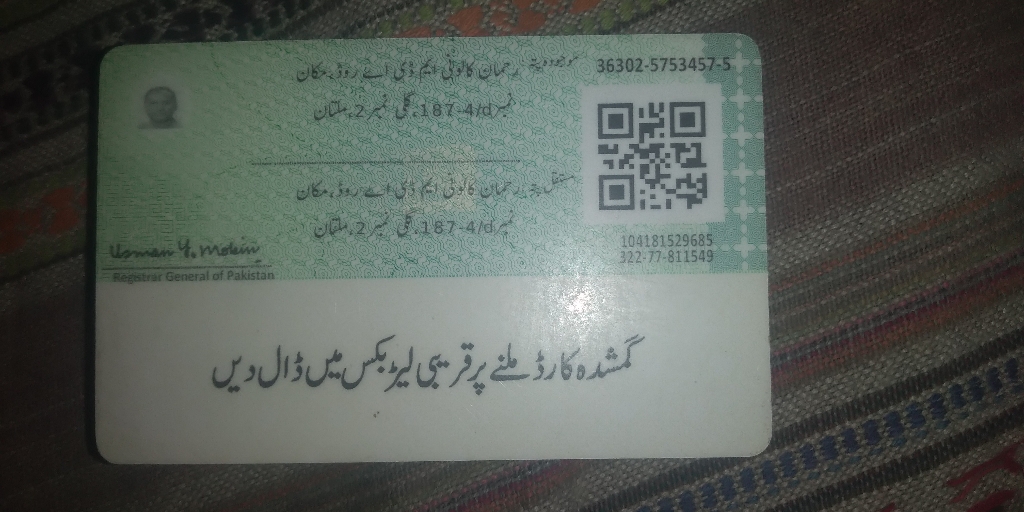 موجودہ پتہ رحمان کالونی ایم ڈی اے روڈ، مکان
نمبر 187-4/d، گلی نمبر 2، ملتان
36302-5753457-5
مستقل پتہ رحمان کالونی ایم ڈی اے روڈ، مکان
نمبر 187-4/d، گلی نمبر 2، ملتان
104181529685
322-77-811549
Usman Y. Mobin
Registrar General of Pakistan
گمشدہ کارڈ ملنے پر قریبی لیٹر بکس میں ڈال دیں